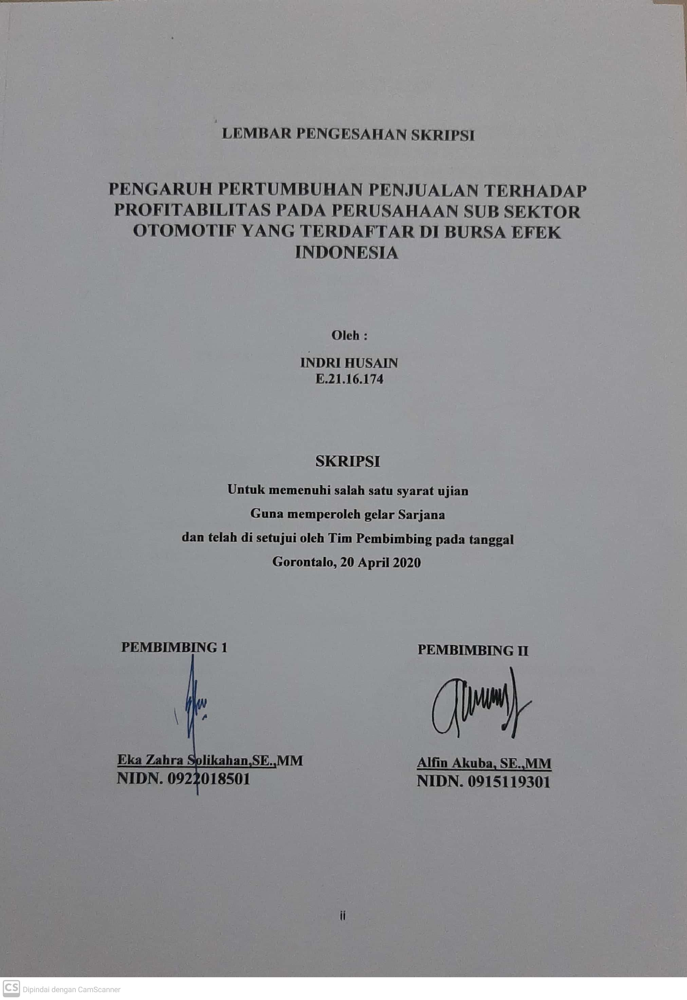 LEMBAR PENGESAHAN SKRIPSI
PENGARUH PERTUMBUHAN PENJUALAN TERHADAP
PROFITABILITAS PADA PERUSAHAAN SUB SEKTOR
OTOMOTIF YANG TERDAFTAR DI BURSA EFEK
INDONESIA
Oleh :
INDRI HUSAIN
E.21.16.174
SKRIPSI
Untuk memenuhi salah satu syarat ujian
Guna memperoleh gelar Sarjana
dan telah di setujui oleh Tim Pembimbing pada tanggal
Gorontalo, 20 April 2020
PEMBIMBING 1
PEMBIMBING II
Eka Zahra Solikahan,SE.,MM
NIDN. 0922018501
Alfin Akuba, SE.,MM
NIDN. 0915119301
ii
CS Dipindai dengan CamScanner